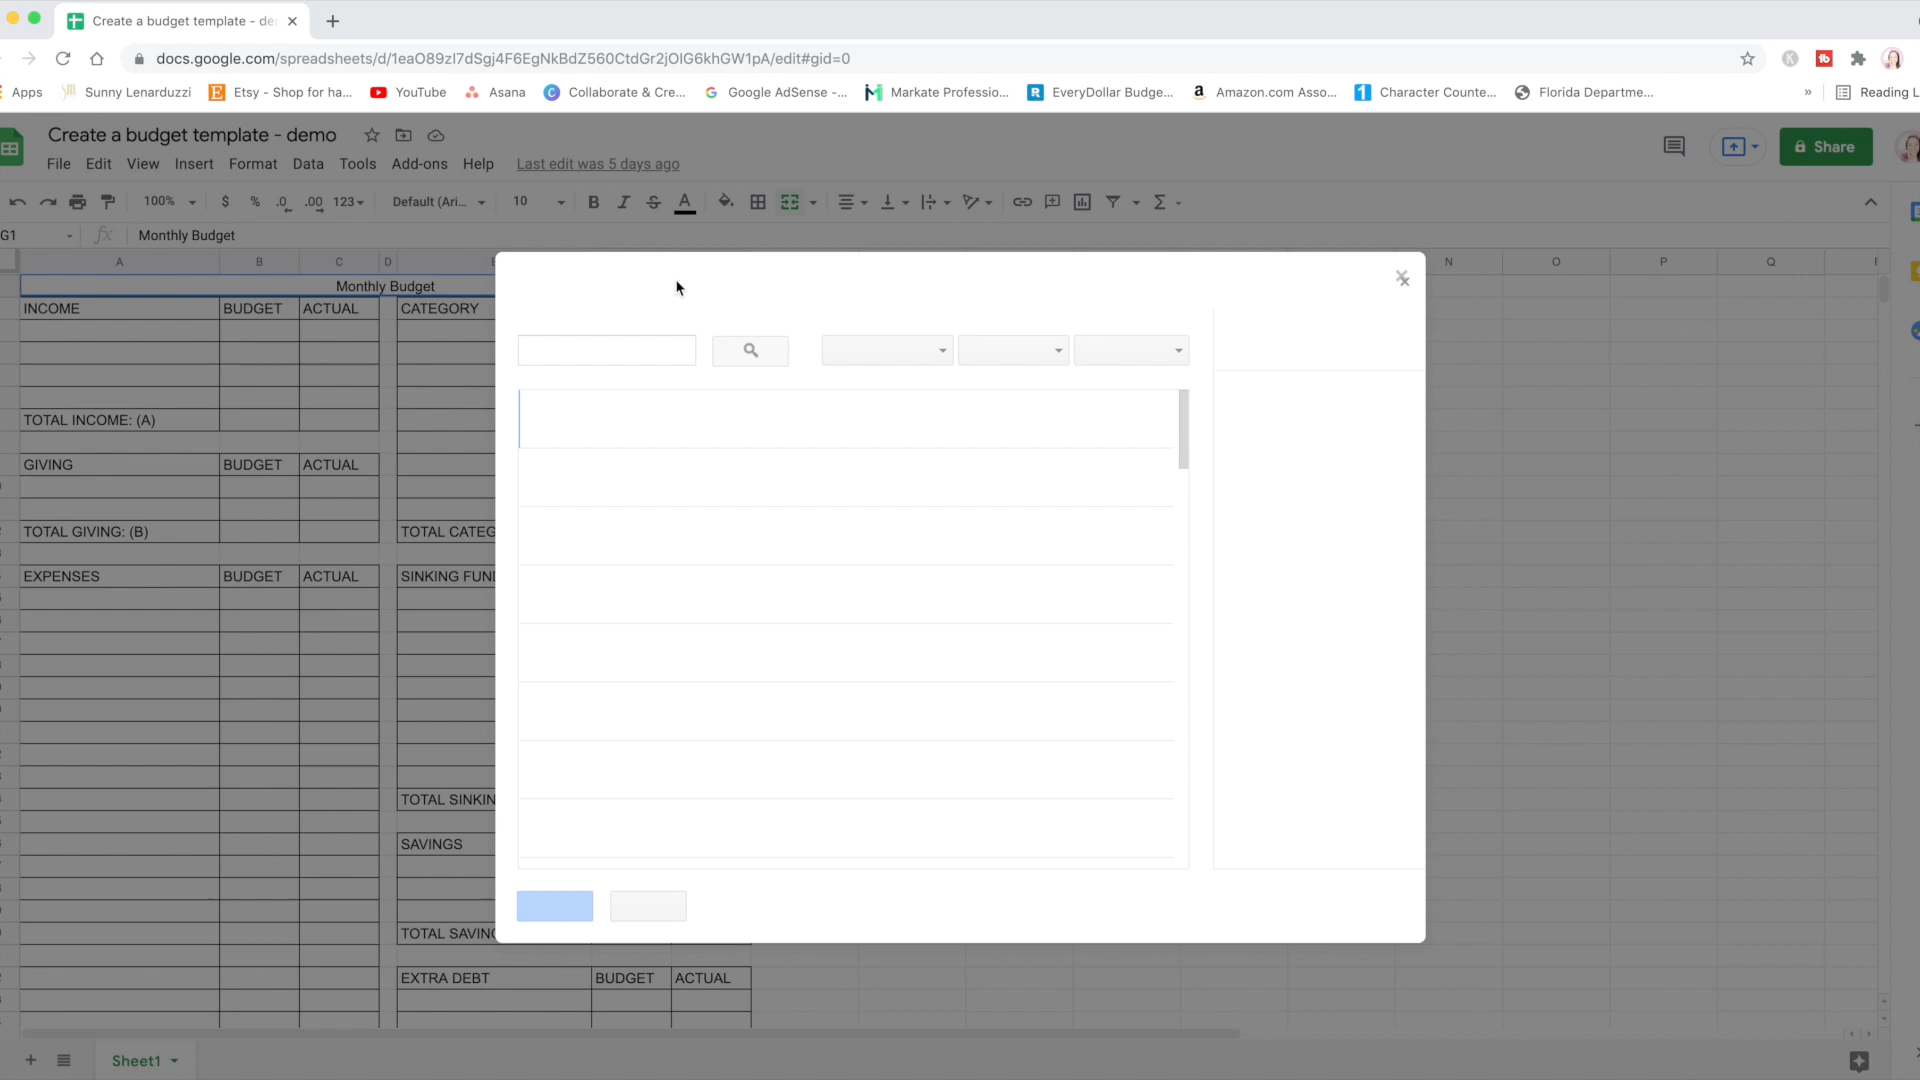 Create a budget template - de
docs.google.com/spreadsheets/d/1eaO89zI7dSgj4F6EgNkBdZ560CtdGr2jOIG6khGW1pA/edit#gid=0
Apps Sunny Lenarduzzi Etsy - Shop for ha... YouTube Asana Collaborate & Cre... Google AdSense -... Markate Professio... EveryDollar Budge... Amazon.com Asso... Character Counte... Florida Departme... » Reading L
Create a budget template - demo
File Edit View Insert Format Data Tools Add-ons Help Last edit was 5 days ago
Share
100% $ % .0 .00 123 Default (Ari... 10 B I S A Σ
G1 fx Monthly Budget
A B C D N O P Q
Monthly Budget
INCOME BUDGET ACTUAL CATEGORY
TOTAL INCOME: (A)
GIVING BUDGET ACTUAL
TOTAL GIVING: (B) TOTAL CATEG
EXPENSES BUDGET ACTUAL SINKING FUN
TOTAL SINKIN
SAVINGS
TOTAL SAVING
EXTRA DEBT BUDGET ACTUAL
Sheet1